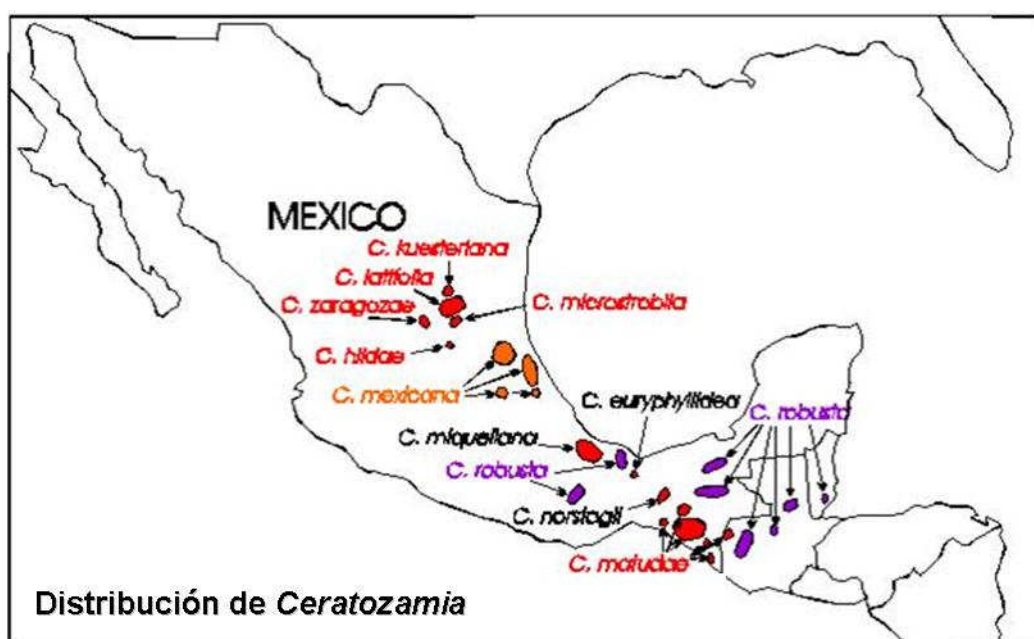 MEXICO
C. kuesteriana
C. latifolia
C. zaragozae
C. microstrobila
C. hildae
C. mexicana
C. euryphyllidea
C. robusta
C. miqueliana
C. robusta
C. norstogii
C. matudae
Distribución de Ceratozamia